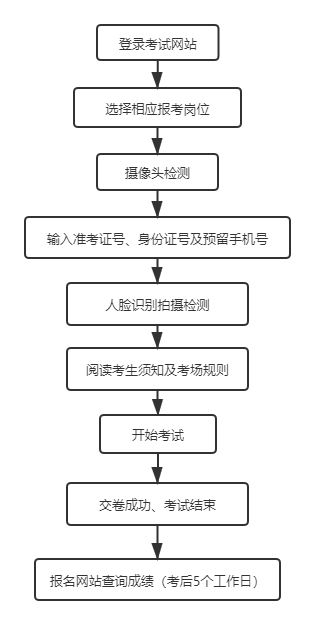 登录考试网站
选择相应报考岗位
摄像头检测
输入准考证号、身份证号及预留手机号
人脸识别拍摄检测
阅读考生须知及考场规则
开始考试
交卷成功、考试结束
报名网站查询成绩（考后5个工作日）